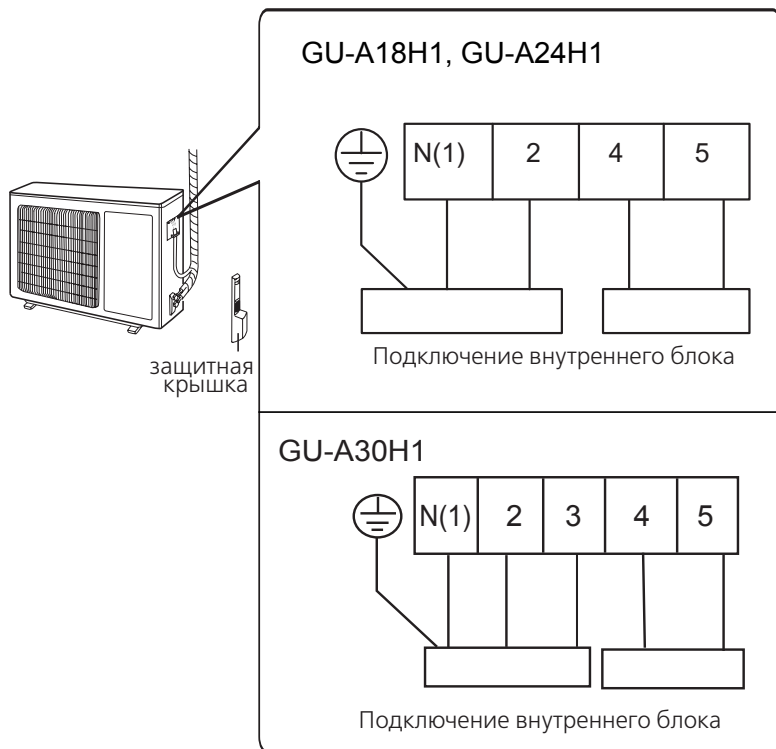 GU-A18H1, GU-A24H1
N(1) 2 4 5
Подключение внутреннего блока
защитная
крышка
GU-A30H1
N(1) 2 3 4 5
Подключение внутреннего блока